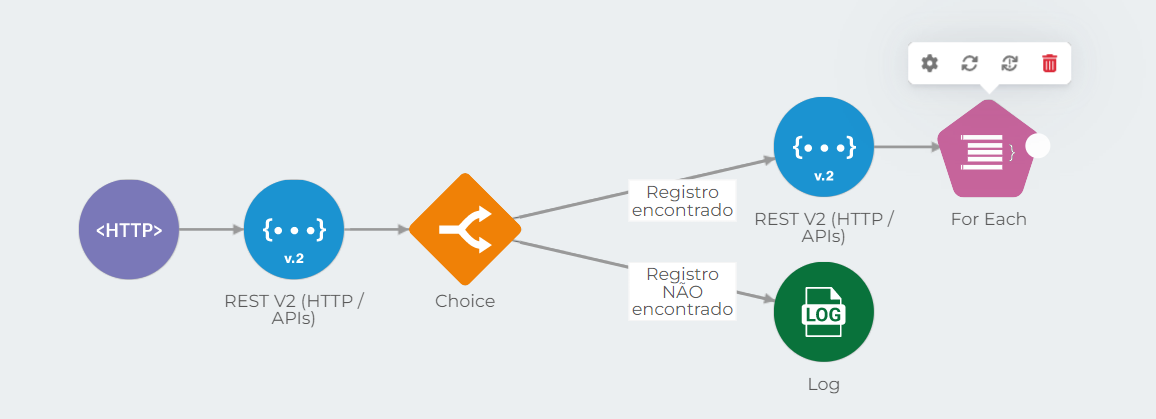 <HTTP>
{•••}
v.2
REST V2 (HTTP /
APIs)
Choice
Registro
encontrado
{•••}
v.2
REST V2 (HTTP /
APIs)
}
For Each
Registro
NÃO
encontrado
LOG
Log